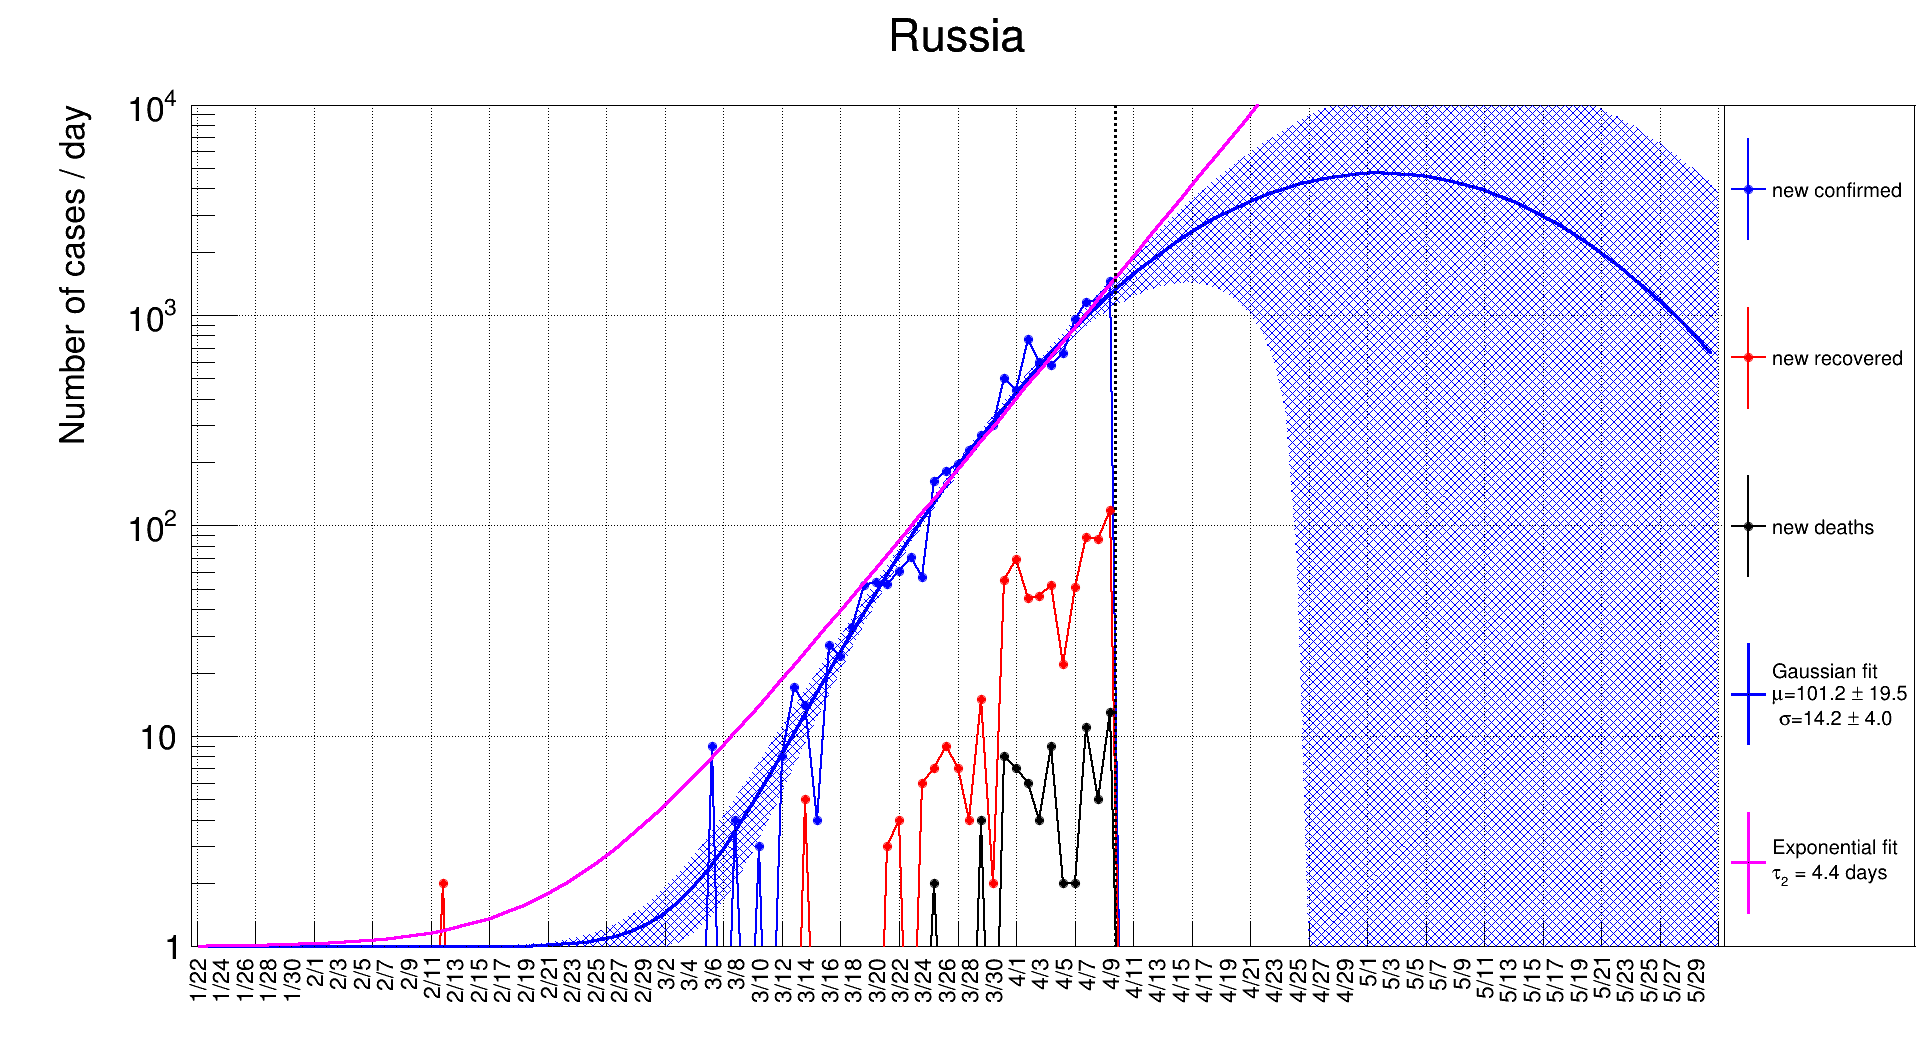 Russia
Number of cases / day
10⁴
10³
10²
10
1
1/22 1/24 1/26 1/28 1/30 2/1 2/3 2/5 2/7 2/9 2/11 2/13 2/15 2/17 2/19 2/21 2/23 2/25 2/27 2/29 3/2 3/4 3/6 3/8 3/10 3/12 3/14 3/16 3/18 3/20 3/22 3/24 3/26 3/28 3/30 4/1 4/3 4/5 4/7 4/9 4/11 4/13 4/15 4/17 4/19 4/21 4/23 4/25 4/27 4/29 5/1 5/3 5/5 5/7 5/9 5/11 5/13 5/15 5/17 5/19 5/21 5/23 5/25 5/27 5/29
new confirmed
new recovered
new deaths
Gaussian fit
μ=101.2 ± 19.5
σ=14.2 ± 4.0
Exponential fit
τ₂ = 4.4 days